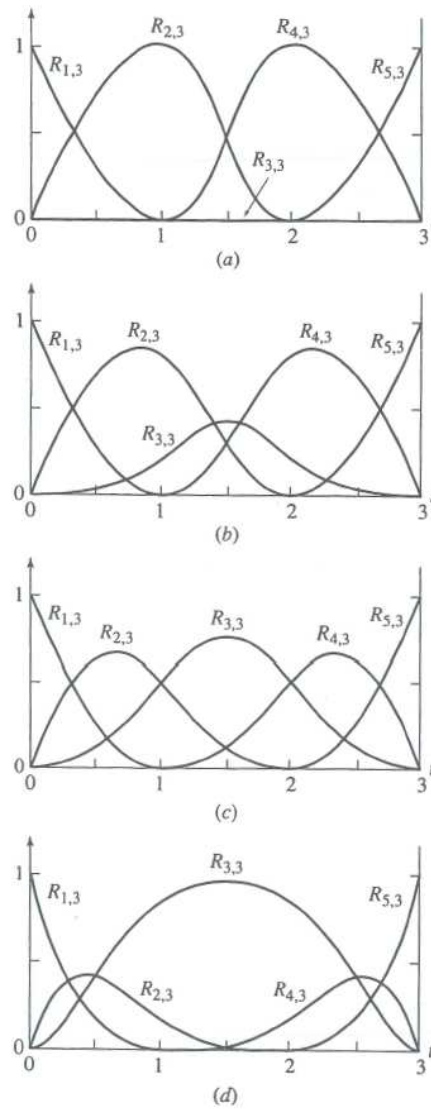 1 R1,3 R2,3 R4,3 R5,3
R3,3
0
0 1 2 3
(a)
1 R1,3 R2,3 R4,3 R5,3
R3,3
0
0 1 2 3
(b)
1 R1,3 R2,3 R3,3 R4,3 R5,3
0
0 1 2 3
(c)
R3,3
1 R1,3 R5,3
R2,3 R4,3
0
0 1 2 3
(d)